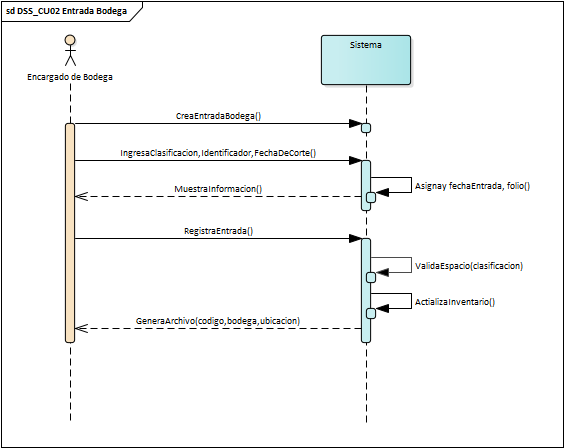 sd DSS_CU02 Entrada Bodega
Sistema
Encargado de Bodega
CreaEntradaBodega()
IngresaClasificacion,Identificador,FechaDeCorte()
Asignay fechaEntrada, folio()
MuestraInformacion()
RegistraEntrada()
ValidaEspacio(clasificacion)
ActializaInventario()
GeneraArchivo(codigo,bodega,ubicacion)